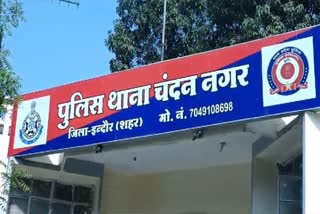 पुलिस थाना चंदन नगर
जिला-इन्दौर (शहर) मो. नं. 7049108698